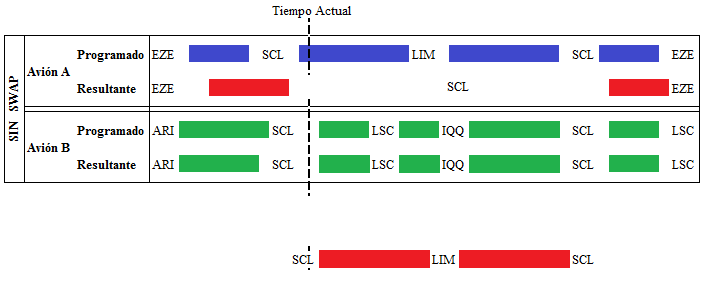 Tiempo Actual
SIN SWAP
Avión A
Programado EZE SCL LIM SCL EZE
Resultante EZE SCL EZE
Avión B
Programado ARI SCL LSC IQQ SCL LSC
Resultante ARI SCL LSC IQQ SCL LSC
SCL LIM SCL